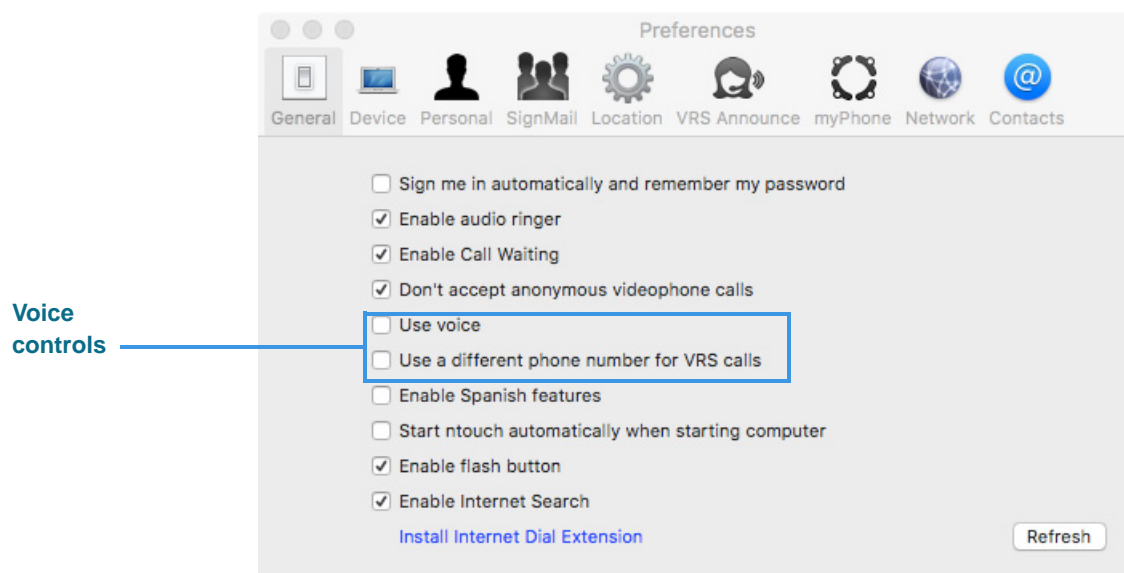 Preferences
General Device Personal SignMail Location VRS Announce myPhone Network Contacts
Sign me in automatically and remember my password
Enable audio ringer
Enable Call Waiting
Don't accept anonymous videophone calls
Voice
controls
Use voice
Use a different phone number for VRS calls
Enable Spanish features
Start ntouch automatically when starting computer
Enable flash button
Enable Internet Search
Install Internet Dial Extension
Refresh